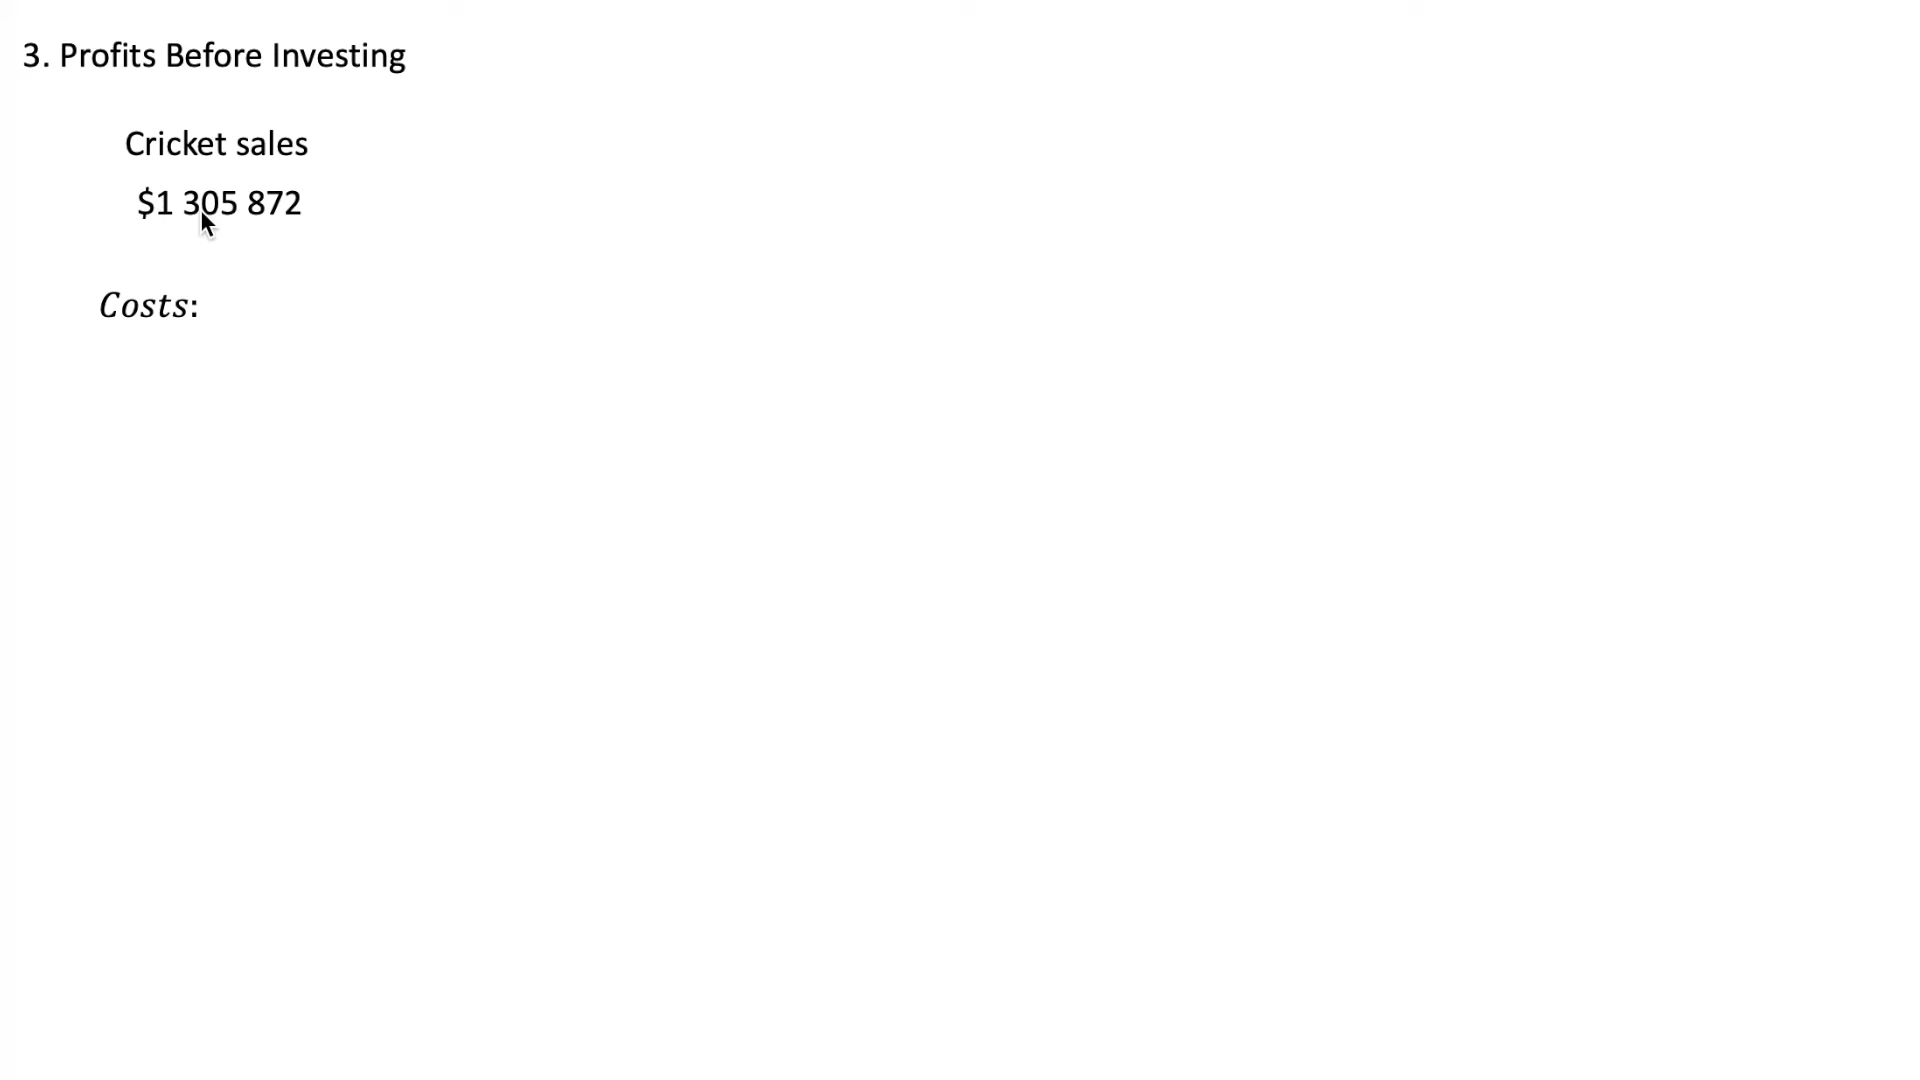 3. Profits Before Investing
Cricket sales
$1 305 872
Costs: